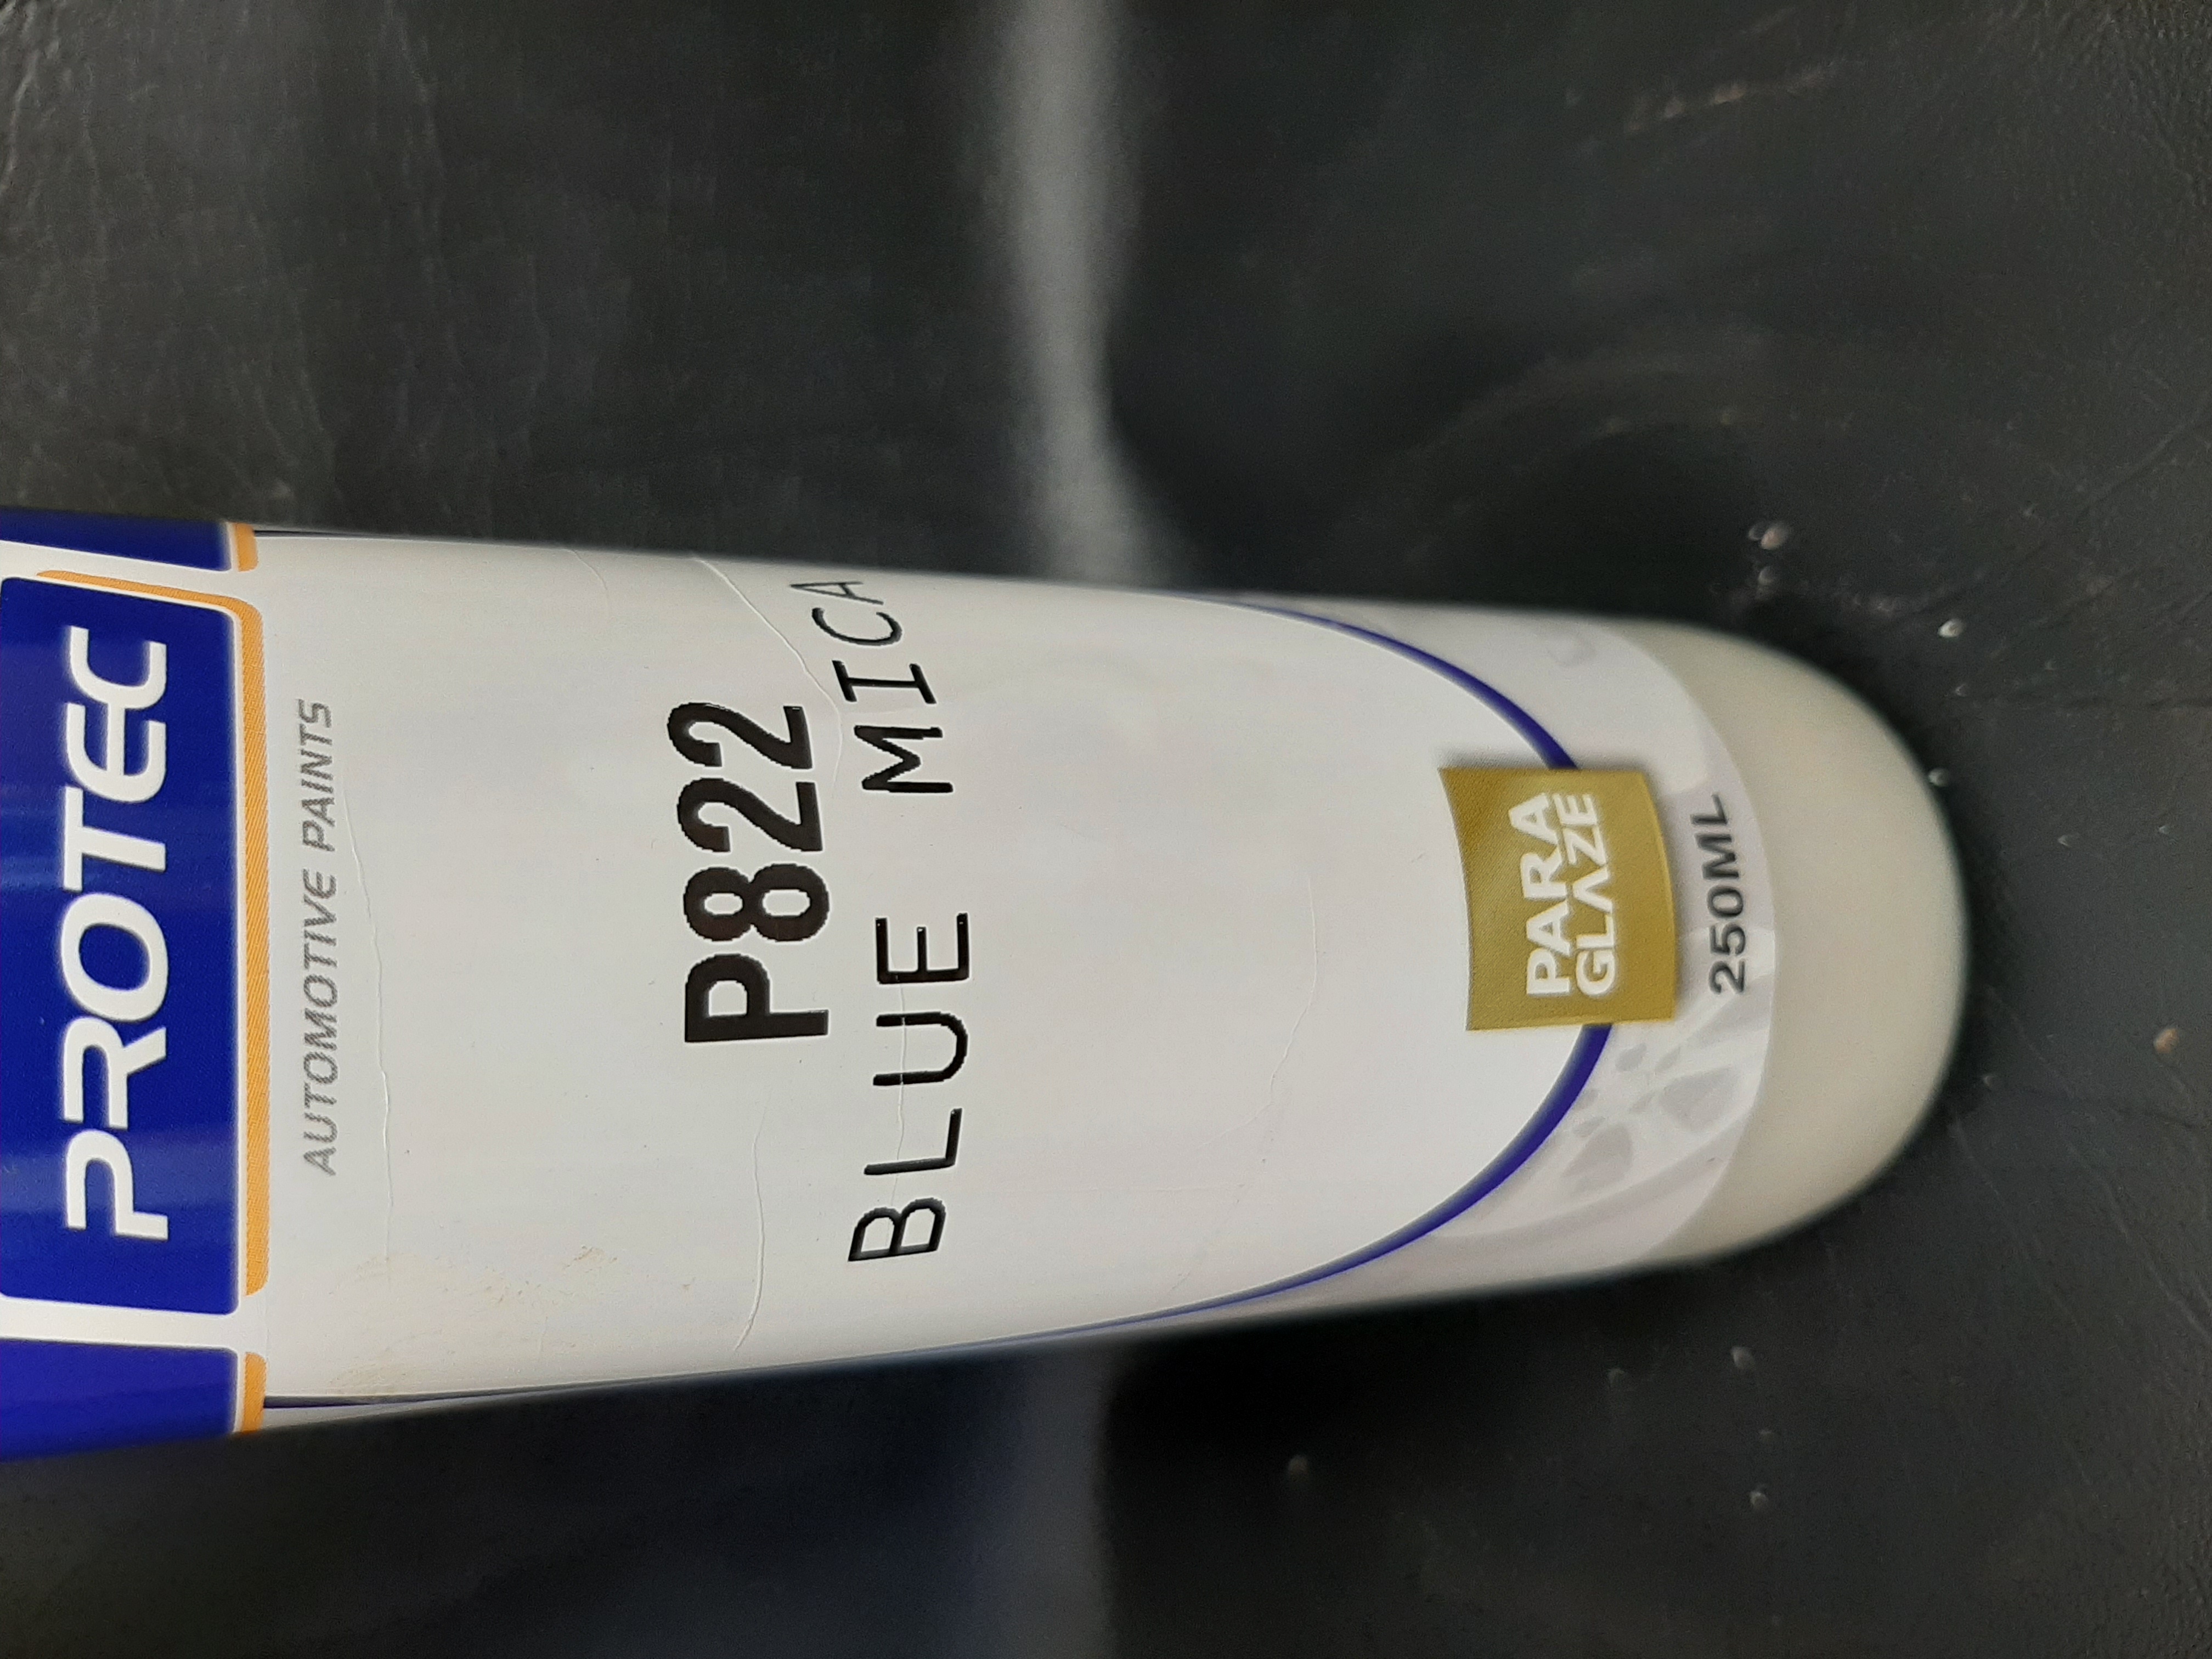 PROTEC
AUTOMOTIVE PAINTS
P822
BLUE MICA
PARA
GLAZE
250ML